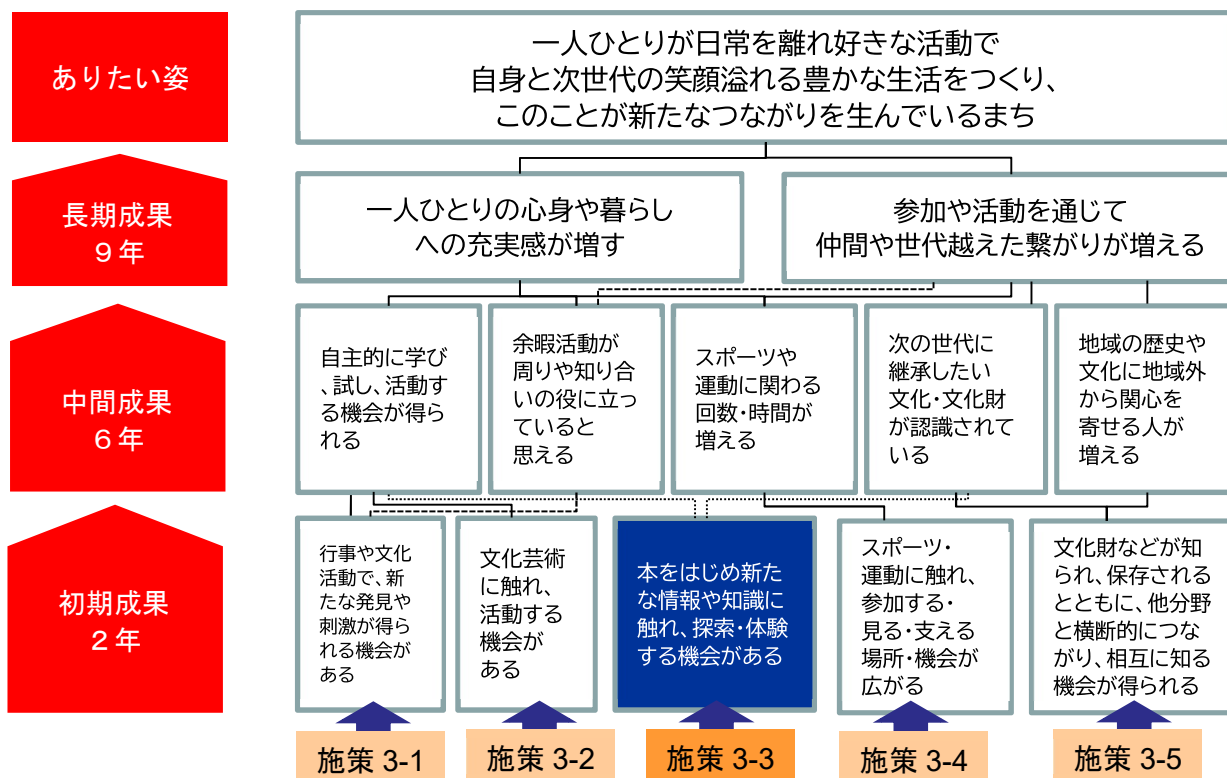 ありたい姿
一人ひとりが日常を離れ好きな活動で
自身と次世代の笑顔溢れる豊かな生活をつくり、
このことが新たなつながりを生んでいるまち
長期成果
９年
一人ひとりの心身や暮らし
への充実感が増す
参加や活動を通じて
仲間や世代越えた繋がりが増える
中間成果
６年
自主的に学び
、試し、活動す
る機会が得ら
れる
余暇活動が
周りや知り合
いの役に立っ
ていると
思える
スポーツや
運動に関わる
回数・時間が
増える
次の世代に
継承したい
文化・文化財
が認識されて
いる
地域の歴史や
文化に地域外
から関心を
寄せる人が
増える
初期成果
２年
行事や文化
活動で、新
たな発見や
刺激が得ら
れる機会が
ある
文化芸術
に触れ、
活動する
機会が
ある
本をはじめ新た
な情報や知識に
触れ、探索・体験
する機会がある
スポーツ・
運動に触れ、
参加する・
見る・支える
場所・機会が
広がる
文化財などが知
られ、保存される
とともに、他分野
と横断的につな
がり、相互に知る
機会が得られる
施策 3-1
施策 3-2
施策 3-3
施策 3-4
施策 3-5